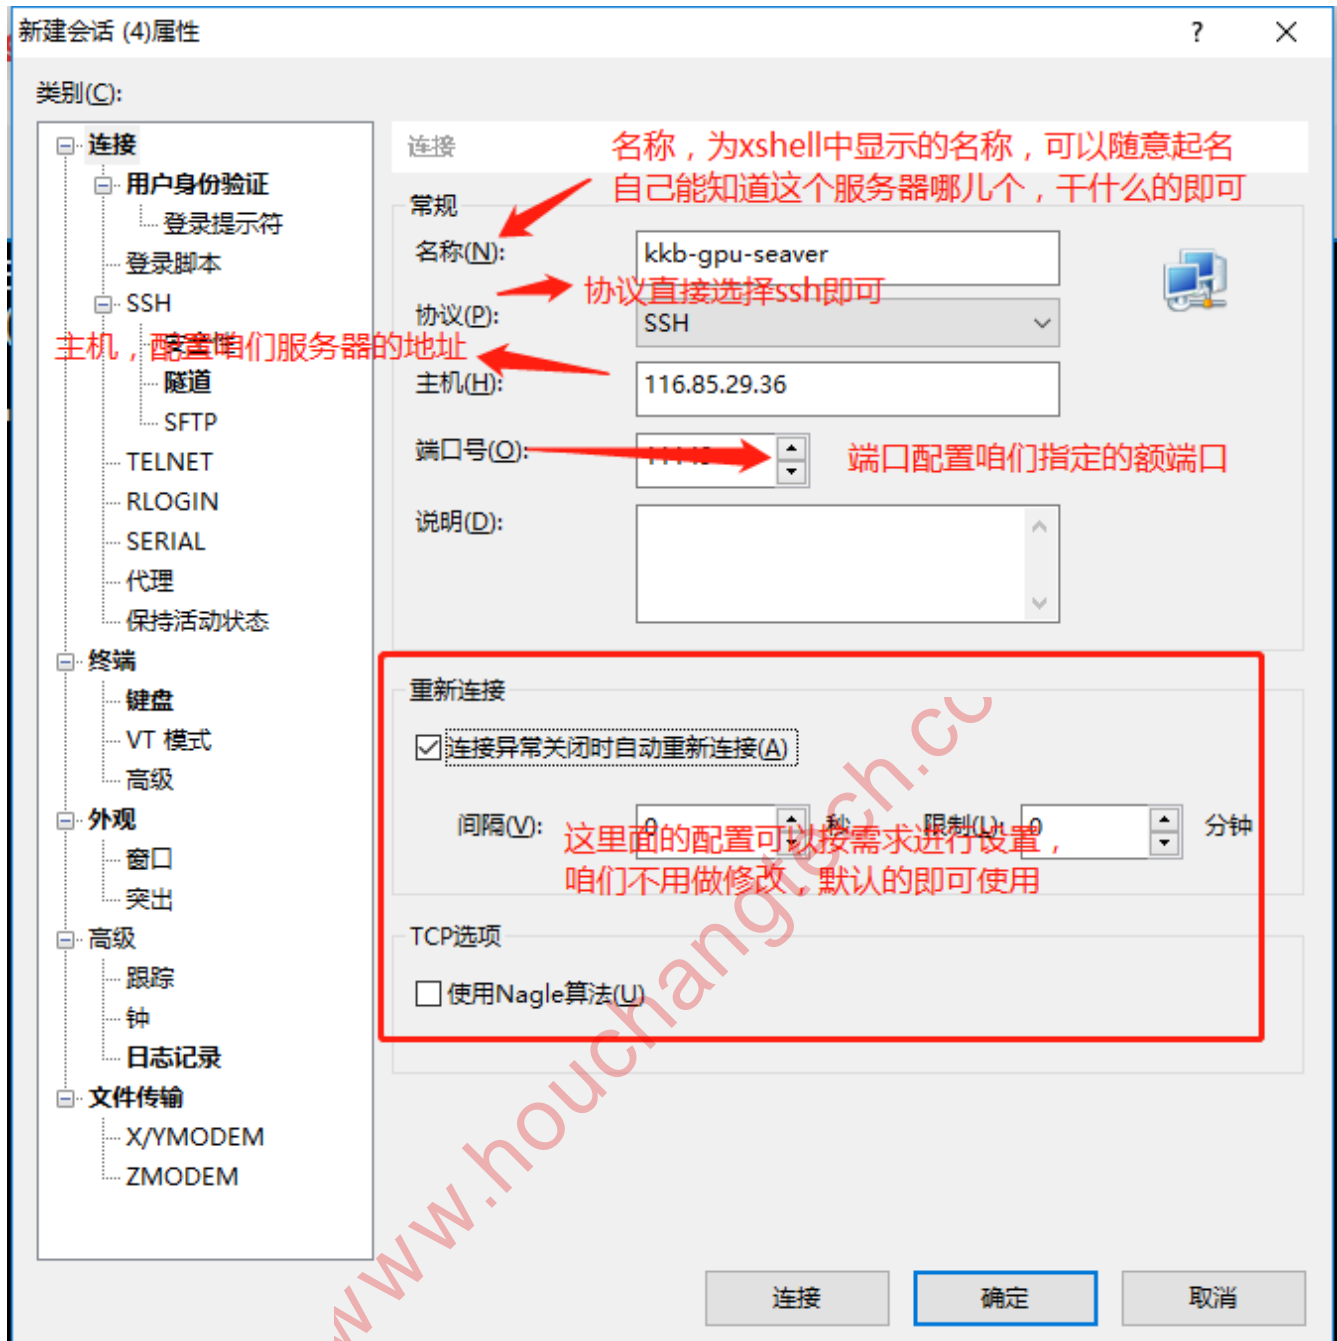 新建会话 (4)属性
类别(C):
连接
用户身份验证
登录提示符
登录脚本
SSH
隧道
SFTP
TELNET
RLOGIN
SERIAL
代理
保持活动状态
终端
键盘
VT 模式
高级
外观
窗口
突出
高级
跟踪
钟
日志记录
文件传输
X/YMODEM
ZMODEM
连接
名称，为xshell中显示的名称，可以随意起名
自己能知道这个服务器哪儿个，干什么的即可
常规
名称(N):
kkb-gpu-seaver
协议直接选择ssh即可
协议(P):
SSH
主机，配置咱们服务器的地址
主机(H):
116.85.29.36
端口号(O):
端口配置咱们指定的额端口
说明(D):
重新连接
连接异常关闭时自动重新连接(A)
间隔(V):
0
秒
限制(L):
0
分钟
这里面的配置可以按需求进行设置，
咱们不用做修改，默认的即可使用
TCP选项
使用Nagle算法(U)
连接
确定
取消
www.houchangtech.c